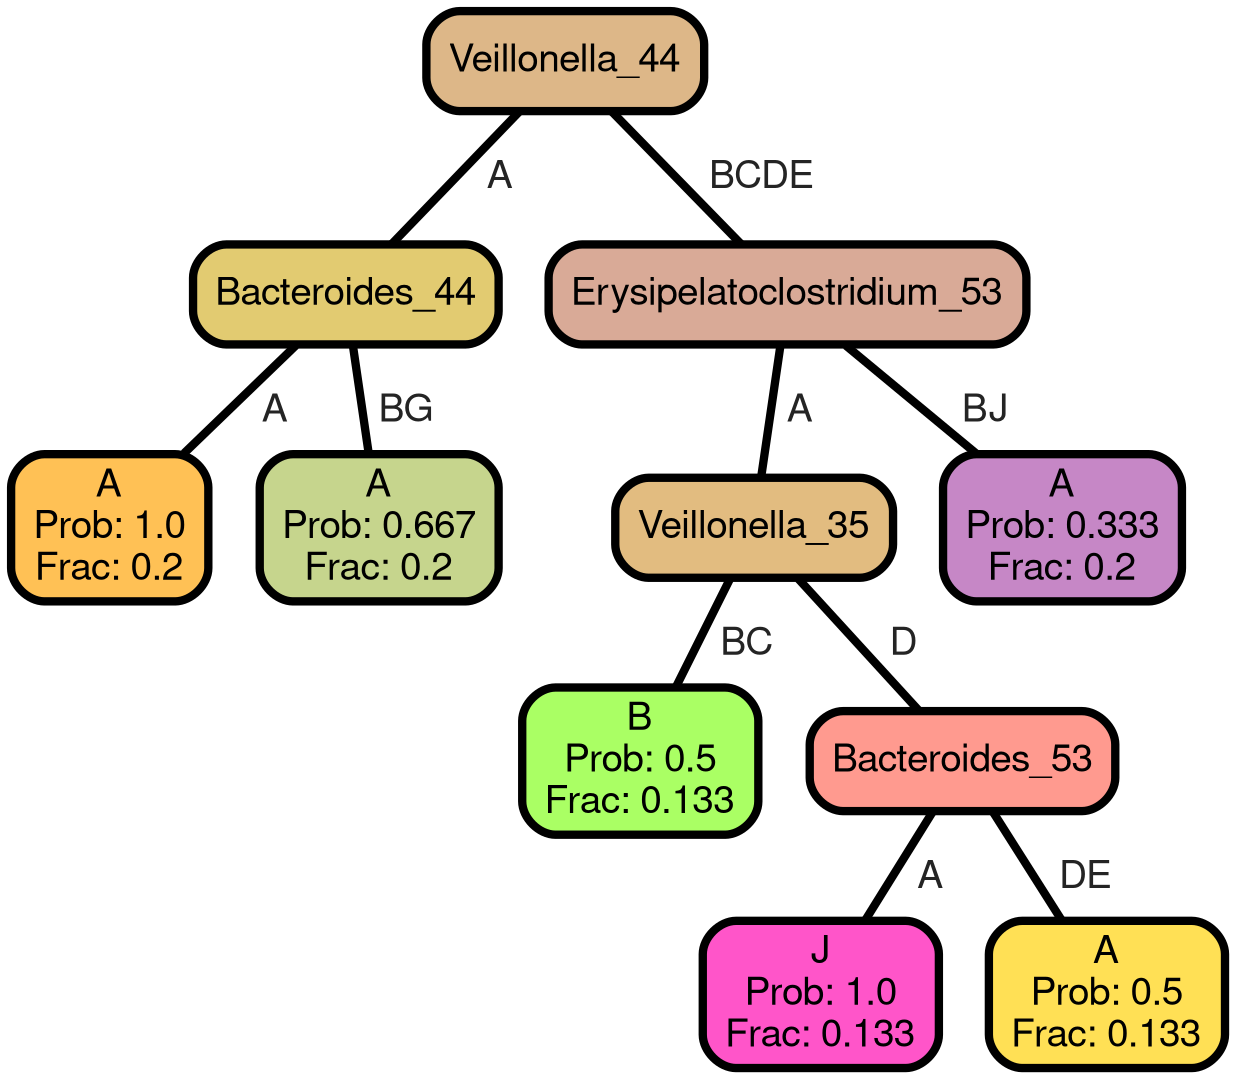 Veillonella_44
A
BCDE
Bacteroides_44
Erysipelatoclostridium_53
A
BG
A
BJ
A
Prob: 1.0
Frac: 0.2
A
Prob: 0.667
Frac: 0.2
Veillonella_35
A
Prob: 0.333
Frac: 0.2
BC
D
B
Prob: 0.5
Frac: 0.133
Bacteroides_53
A
DE
J
Prob: 1.0
Frac: 0.133
A
Prob: 0.5
Frac: 0.133